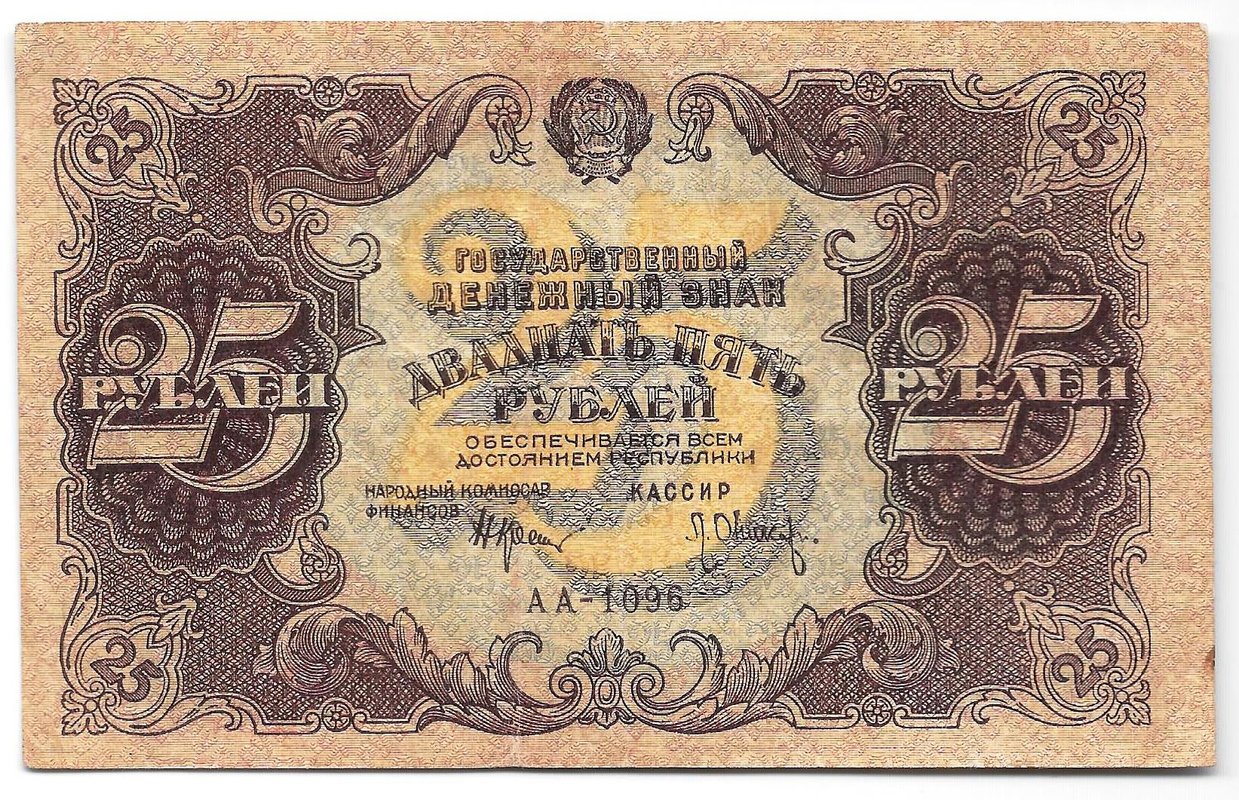 25
25
ГОСУДАРСТВЕННЫЙ
ДЕНЕЖНЫЙ ЗНАК
ДВАДЦАТЬ ПЯТЬ
РУБЛЕЙ
25
РУБЛЕЙ
25
РУБЛЕЙ
ОБЕСПЕЧИВАЕТСЯ ВСЕМ
ДОСТОЯНИЕМ РЕСПУБЛИКИ
НАРОДНЫЙ КОМИССАР
ФИНАНСОВ
КАССИР
АА-1096
25
25